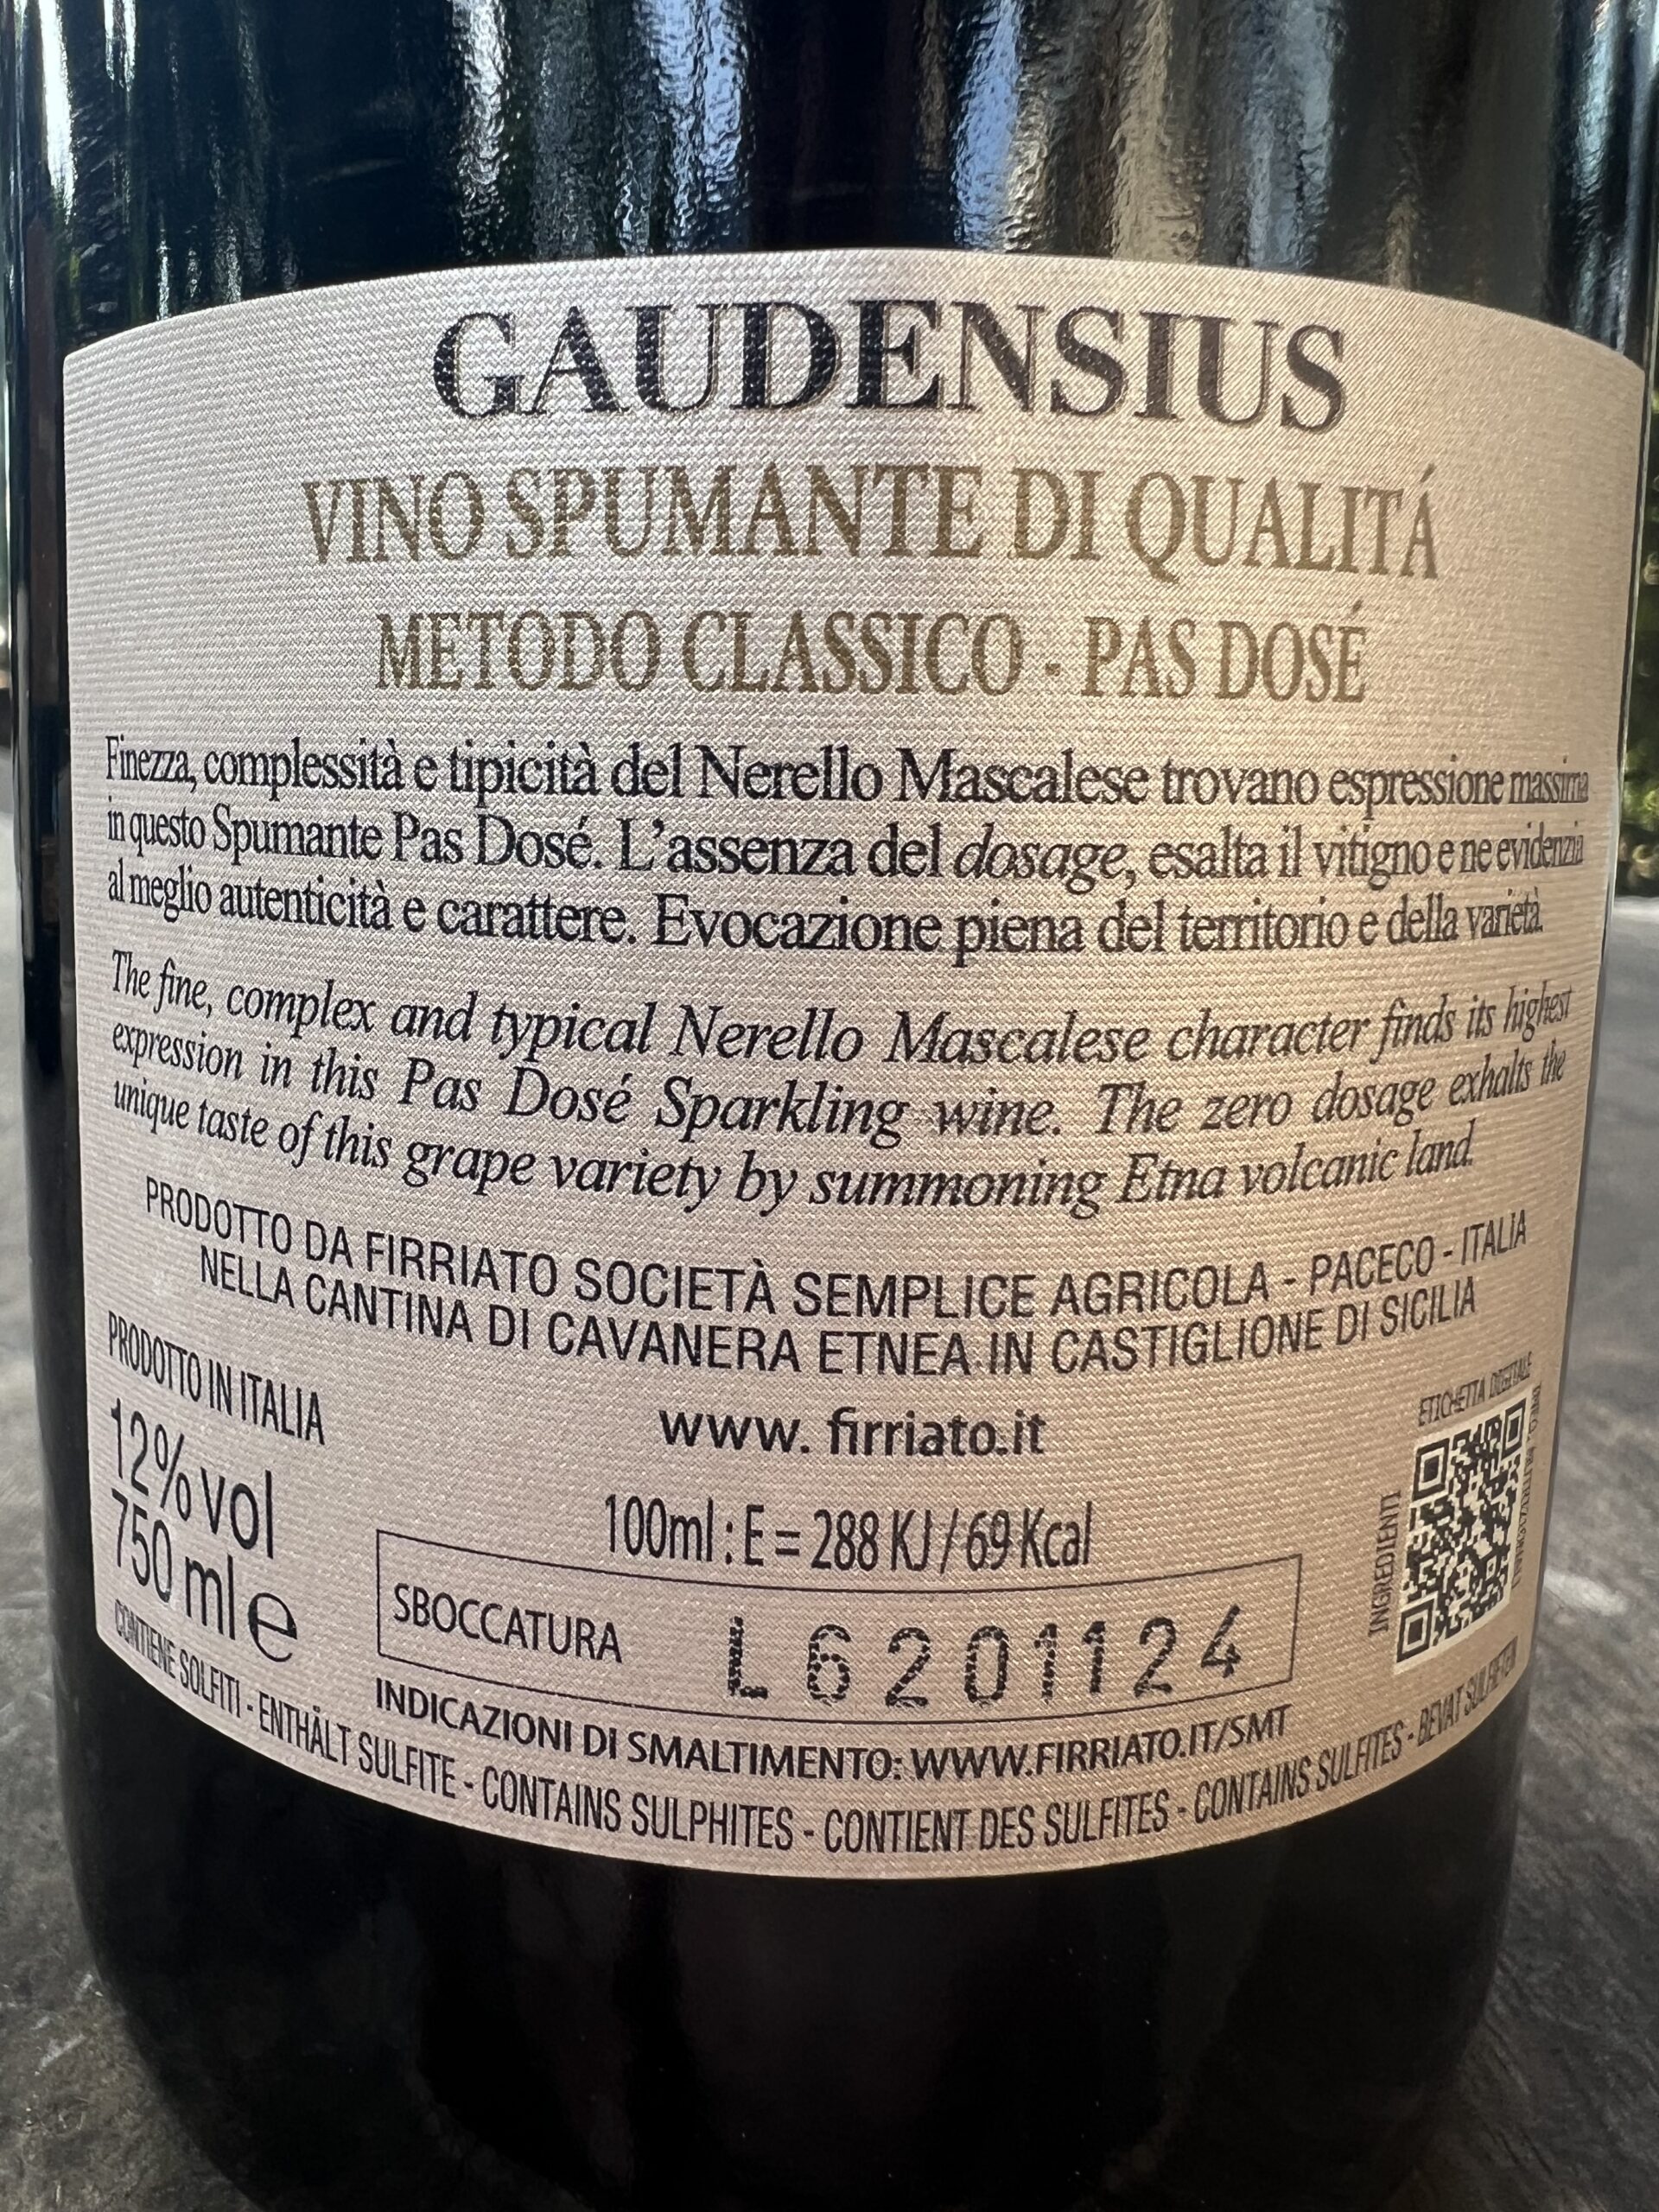 GAUDENSIUS
VINO SPUMANTE DI QUALITÁ
METODO CLASSICO - PAS DOSÉ
Finezza, complessità e tipicità del Nerello Mascalese trovano espressione massima
in questo Spumante Pas Dosé. L'assenza del dosage, esalta il vitigno e ne evidenzia
al meglio autenticità e carattere. Evocazione piena del territorio e della varietà.
The fine, complex and typical Nerello Mascalese character finds its highest
expression in this Pas Dosé Sparkling wine. The zero dosage exhalts the
unique taste of this grape variety by summoning Etna volcanic land.
PRODOTTO DA FIRRIATO SOCIETÀ SEMPLICE AGRICOLA - PACECO - ITALIA
NELLA CANTINA DI CAVANERA ETNEA IN CASTIGLIONE DI SICILIA
PRODOTTO IN ITALIA
12% vol
750 ml e
www. firriato.it
100ml : E = 288 KJ / 69 Kcal
SBOCCATURA L6201124
ETICHETTA DIGITALE
INGREDIENTI
INDICAZIONI DI SMALTIMENTO: WWW.FIRRIATO.IT/SMT
CONTIENE SOLFITI - ENTHÄLT SULFITE - CONTAINS SULPHITES - CONTIENT DES SULFITES - CONTAINS SULFITES - BEVAT SULFIETEN